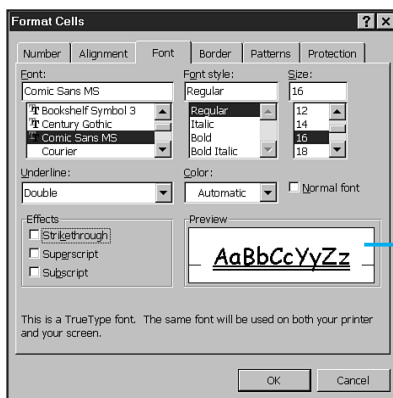 Format Cells
Number Alignment Font Border Patterns Protection
Font: Font style: Size:
Comic Sans MS Regular 16
Bookshelf Symbol 3 Regular 12
Century Gothic Italic 14
Comic Sans MS Bold 16
Courier Bold Italic 18
Underline: Color:
Double Automatic Normal font
Effects Preview
Strikethrough
Superscript AaBbCcYyZz
Subscript
This is a TrueType font. The same font will be used on both your printer
and your screen.
OK Cancel